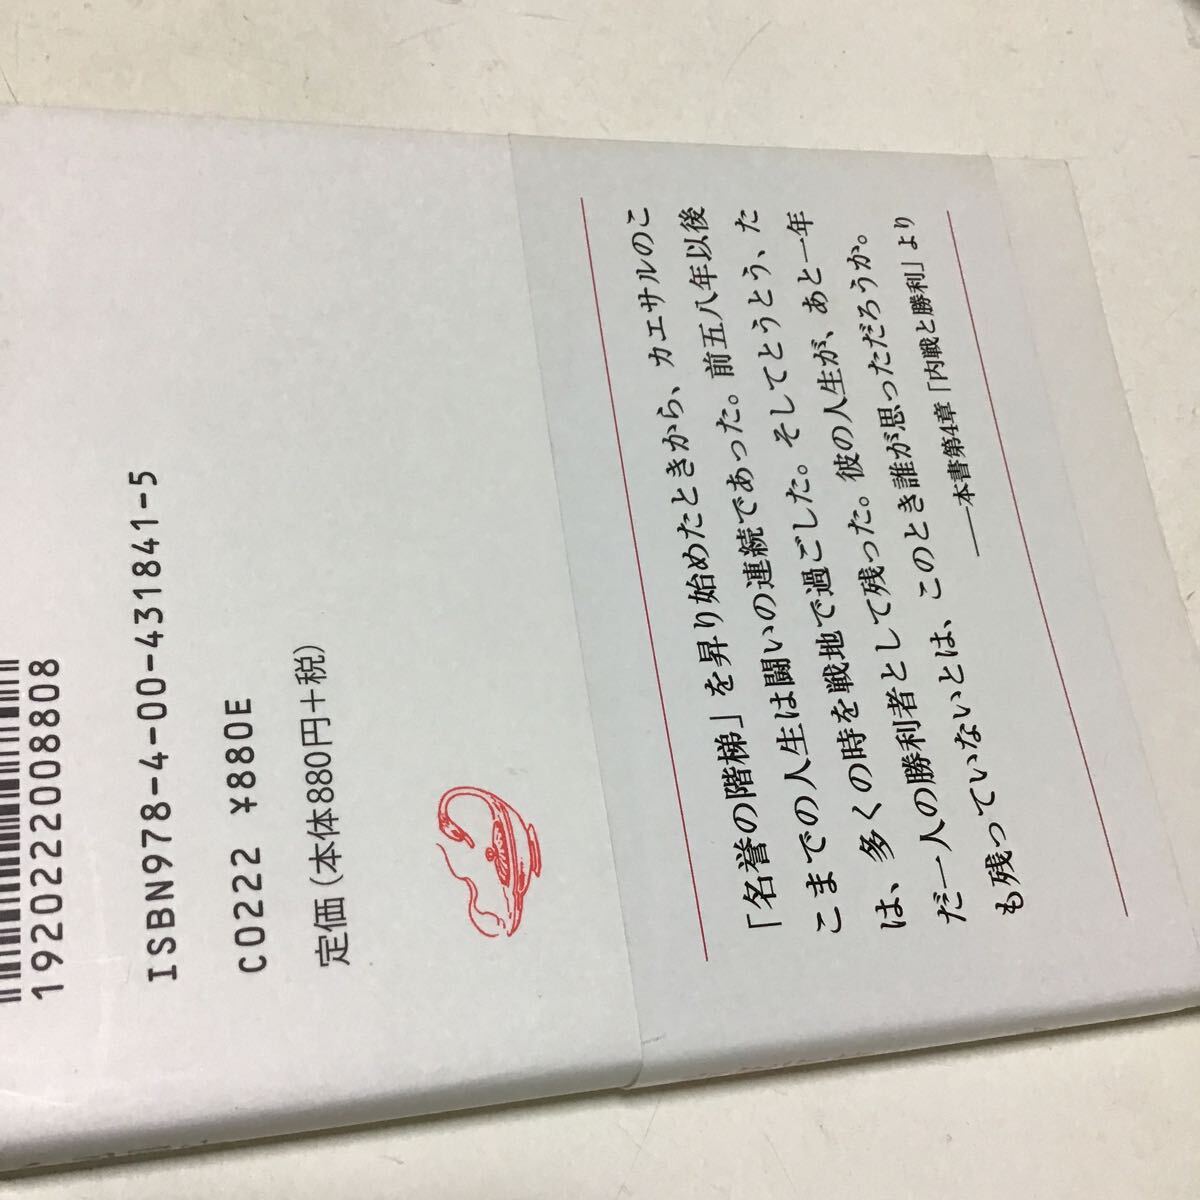 1920222008808
ISBN978-4-00-431841-5
C0222 ¥880E
定価(本体880円+税)
「名誉の階梯」を昇り始めたときから、カエサルのこ
こまでの人生は闘いの連続であった。前五八年以後
は、多くの時を戦地で過ごした。そしてとうとう、た
だ一人の勝利者として残った。彼の人生が、あと一年
も残っていないとは、このとき誰が思っただろうか。
──本書第4章「内戦と勝利」より